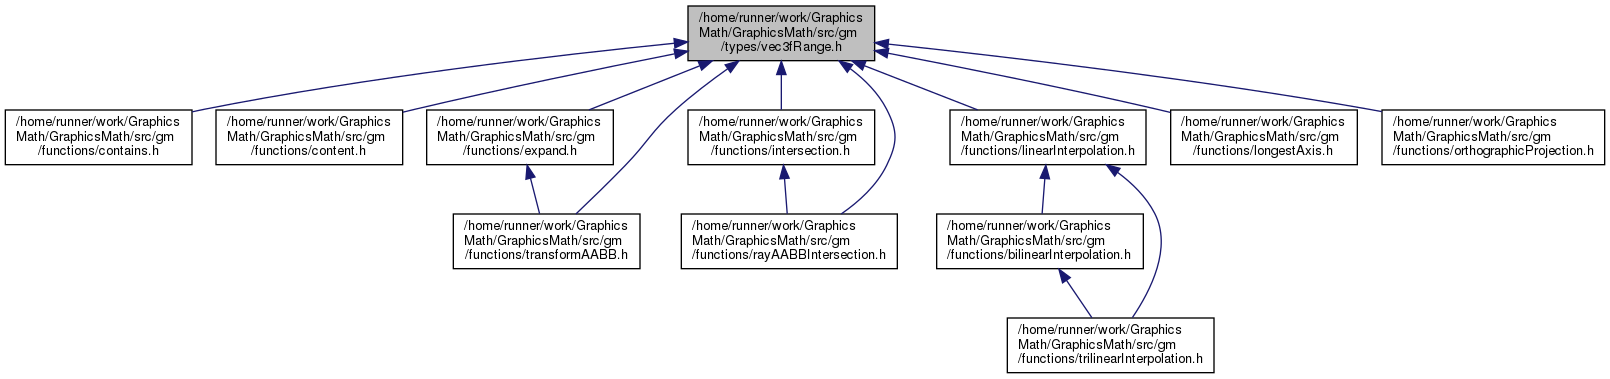 /home/runner/work/Graphics
Math/GraphicsMath/src/gm
/types/vec3fRange.h
/home/runner/work/Graphics
Math/GraphicsMath/src/gm
/functions/contains.h
/home/runner/work/Graphics
Math/GraphicsMath/src/gm
/functions/content.h
/home/runner/work/Graphics
Math/GraphicsMath/src/gm
/functions/expand.h
/home/runner/work/Graphics
Math/GraphicsMath/src/gm
/functions/intersection.h
/home/runner/work/Graphics
Math/GraphicsMath/src/gm
/functions/linearInterpolation.h
/home/runner/work/Graphics
Math/GraphicsMath/src/gm
/functions/longestAxis.h
/home/runner/work/Graphics
Math/GraphicsMath/src/gm
/functions/orthographicProjection.h
/home/runner/work/Graphics
Math/GraphicsMath/src/gm
/functions/transformAABB.h
/home/runner/work/Graphics
Math/GraphicsMath/src/gm
/functions/rayAABBIntersection.h
/home/runner/work/Graphics
Math/GraphicsMath/src/gm
/functions/bilinearInterpolation.h
/home/runner/work/Graphics
Math/GraphicsMath/src/gm
/functions/trilinearInterpolation.h